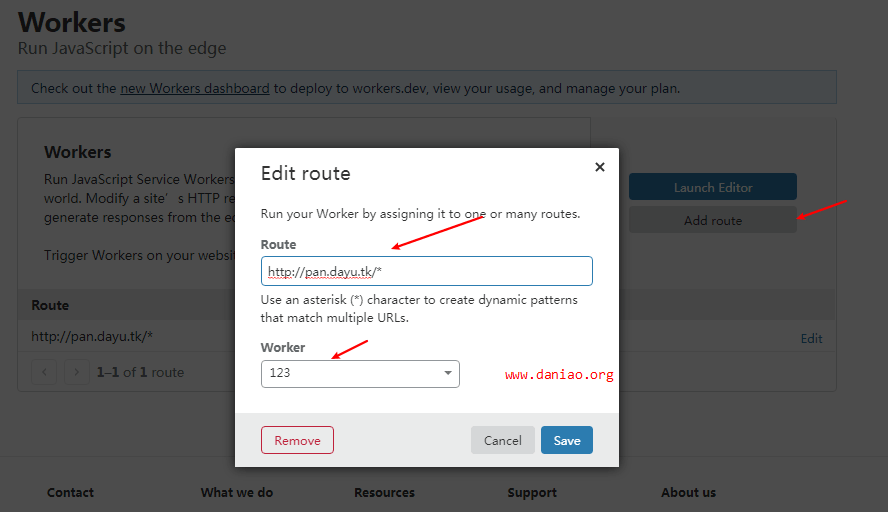 Workers
Run JavaScript on the edge
Check out the new Workers dashboard to deploy to workers.dev, view your usage, and manage your plan.
Workers
Run JavaScript Service Workers
world. Modify a site's HTTP re
generate responses from the e
Trigger Workers on your websi
Launch Editor
Add route
Edit route
Run your Worker by assigning it to one or many routes.
Route
http://pan.dayu.tk/*
Use an asterisk (*) character to create dynamic patterns
that match multiple URLs.
Worker
123
www.daniao.org
Remove
Cancel
Save
Route
http://pan.dayu.tk/*
Edit
1–1 of 1 route
Contact
What we do
Resources
Support
About us